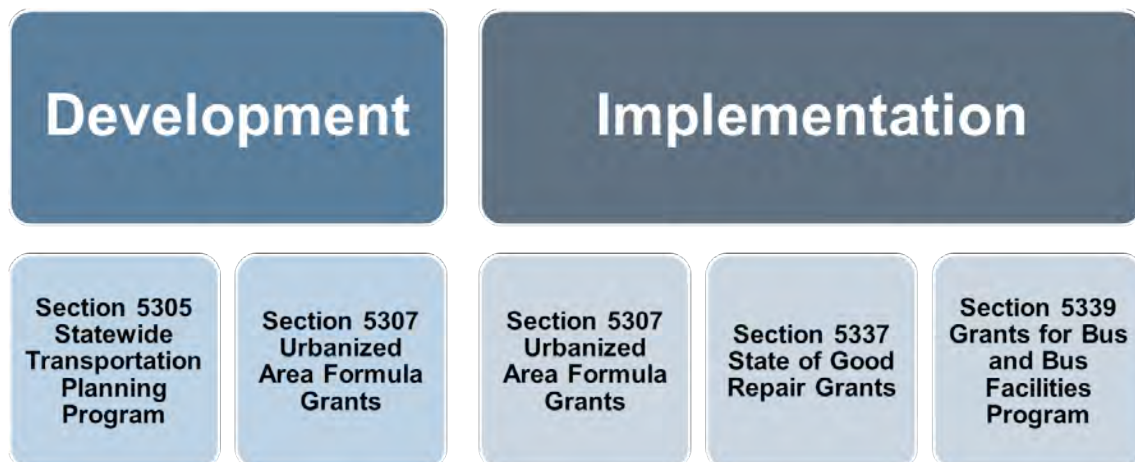 Development
Implementation
Section 5305
Statewide
Transportation
Planning
Program
Section 5307
Urbanized
Area Formula
Grants
Section 5307
Urbanized
Area Formula
Grants
Section 5337
State of Good
Repair Grants
Section 5339
Grants for Bus
and Bus
Facilities
Program